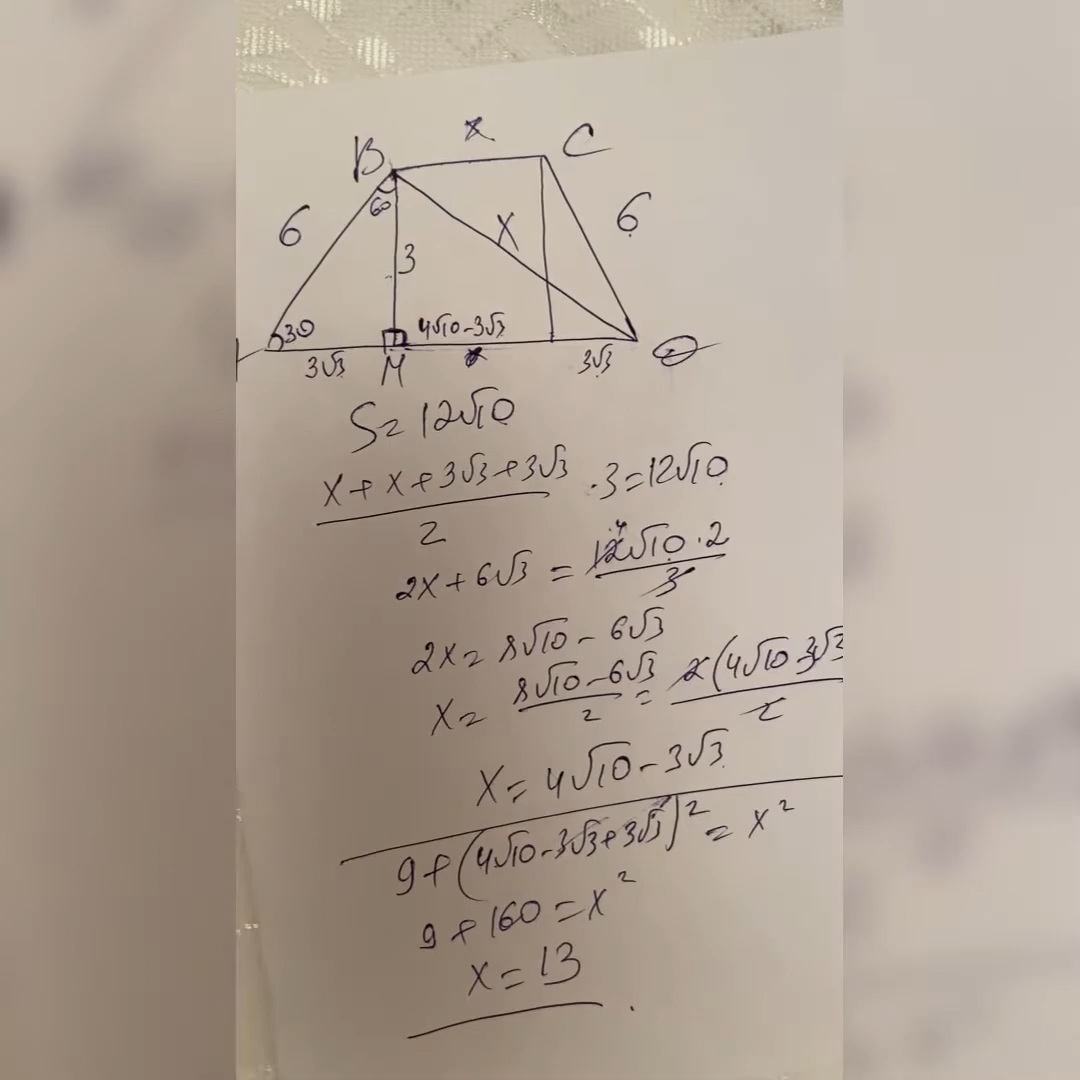 x
B C
6 60 x 6
3
30 4√10-3√3
3√3 M x 3√3
S=12√10
x+x+3√3+3√3 / 2 ·3=12√10
2x+6√3 = 12√10·2 / 3
4
2x=8√10-6√3
x= 8√10-6√3 / 2 = 2(4√10-3√3 / 2
x=4√10-3√3
9+(4√10-3√3+3√3)²=x²
9+160=x²
x=13